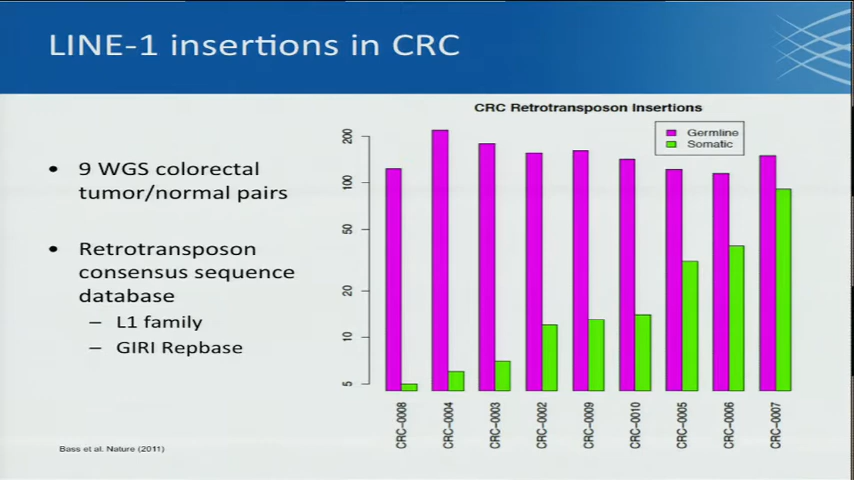 LINE-1 insertions in CRC
CRC Retrotransposon Insertions
Germline
Somatic
• 9 WGS colorectal
tumor/normal pairs
• Retrotransposon
consensus sequence
database
– L1 family
– GIRI Repbase
200
100
50
20
10
5
CRC-0008
CRC-0004
CRC-0003
CRC-0002
CRC-0009
CRC-0010
CRC-0005
CRC-0006
CRC-0007
Bass et al. Nature (2011)